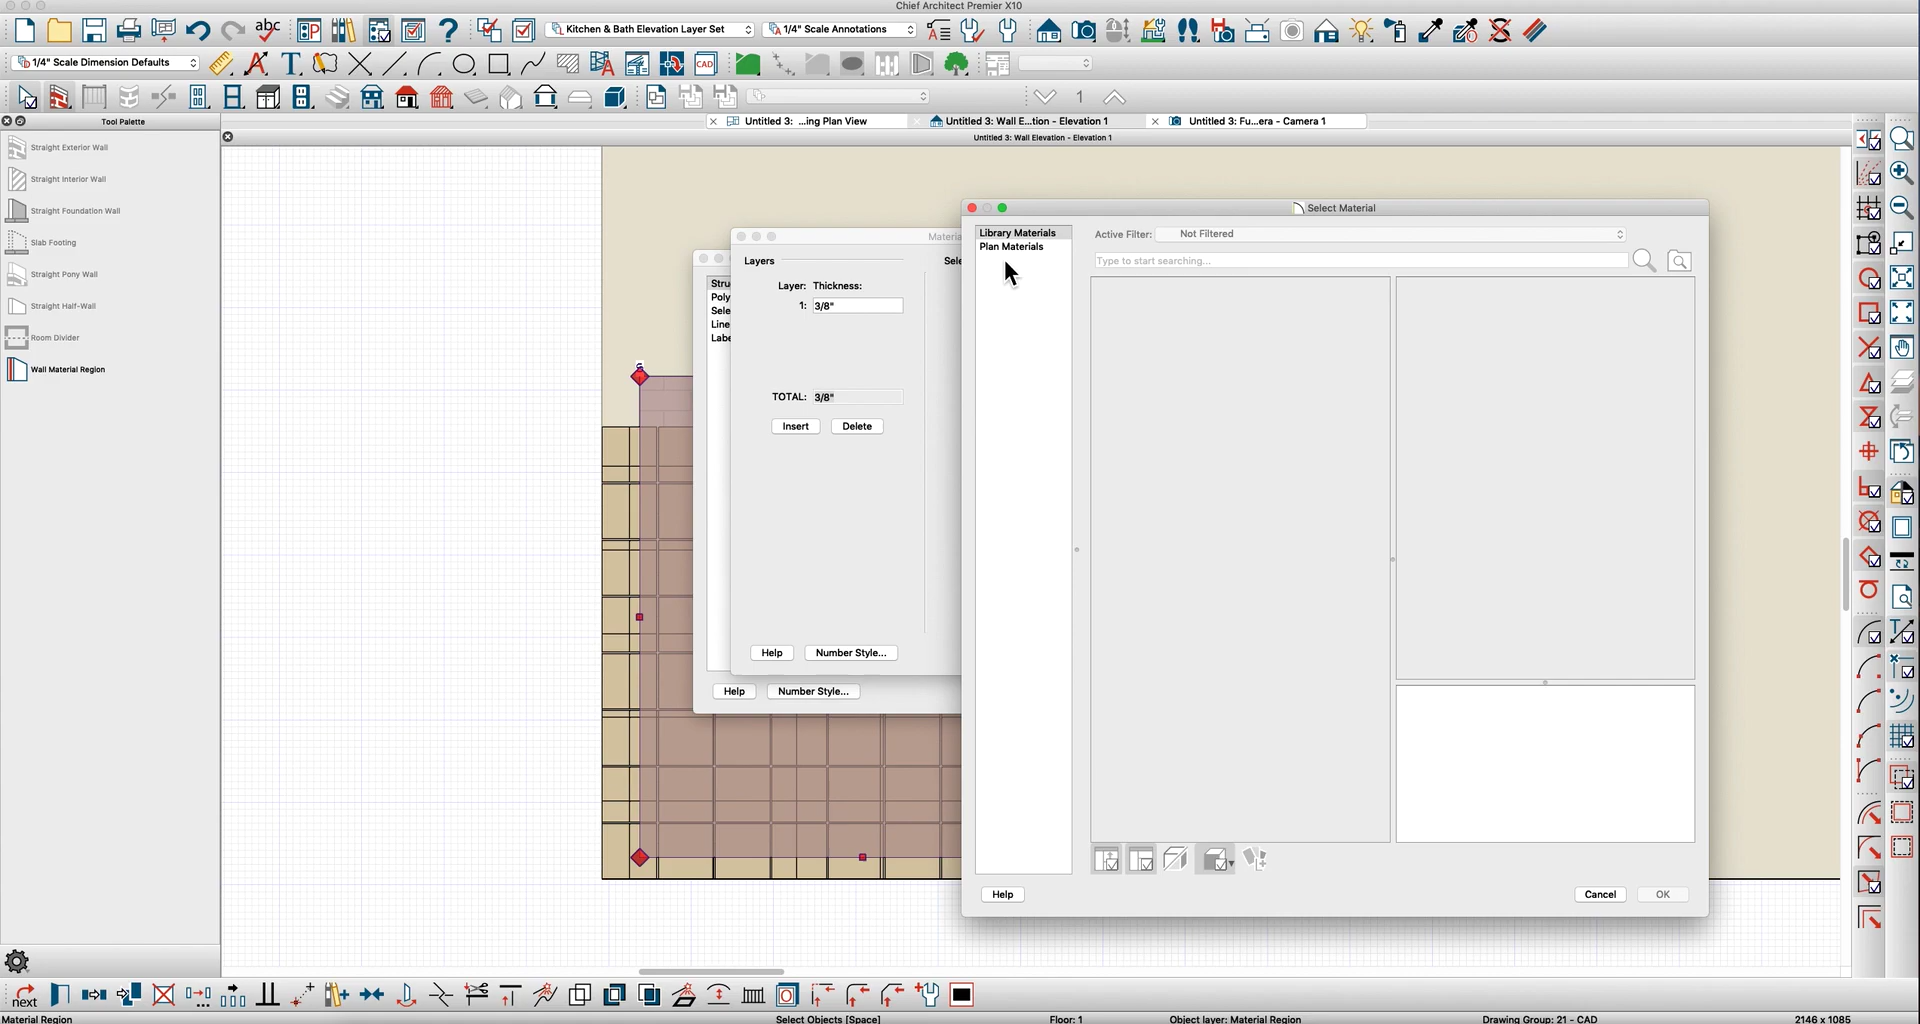 Chief Architect Premier X10
abc
Kitchen & Bath Elevation Layer Set
1/4" Scale Annotations
1/4" Scale Dimension Defaults
CAD
1
Tool Palette
Untitled 3: ...ing Plan View
Untitled 3: Wall E...tion - Elevation 1
Untitled 3: Fu...era - Camera 1
Untitled 3: Wall Elevation - Elevation 1
Straight Exterior Wall
Straight Interior Wall
Straight Foundation Wall
Slab Footing
Straight Pony Wall
Straight Half-Wall
Room Divider
Wall Material Region
Stru
Poly
Sele
Line
Labe
Help
Number Style...
Materia
Layers
Sele
Layer: Thickness:
1: 3/8"
TOTAL: 3/8"
Insert
Delete
Help
Number Style...
Select Material
Library Materials
Plan Materials
Active Filter: Not Filtered
Type to start searching...
Help
Cancel
OK
next
Material Region
Select Objects [Space]
Floor: 1
Object layer: Material Region
Drawing Group: 21 - CAD
2146 x 1085